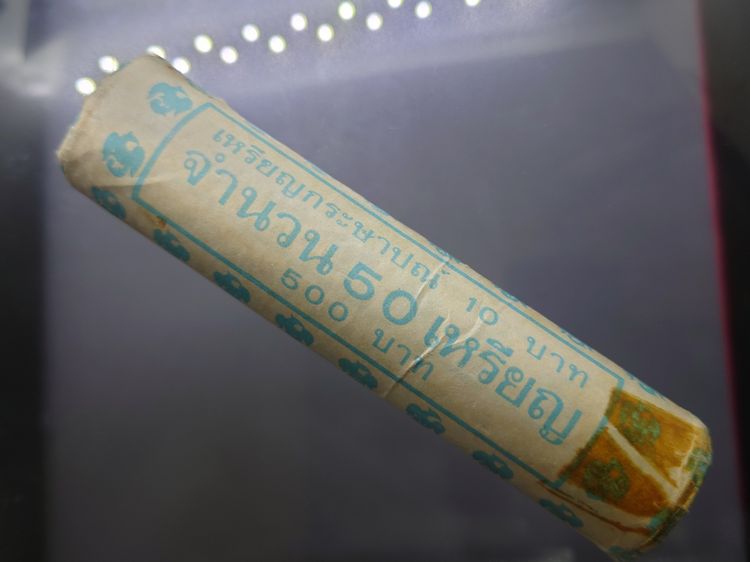 เหรียญกระษาปณ์ 10 บาท
จำนวน 50 เหรียญ
500 บาท